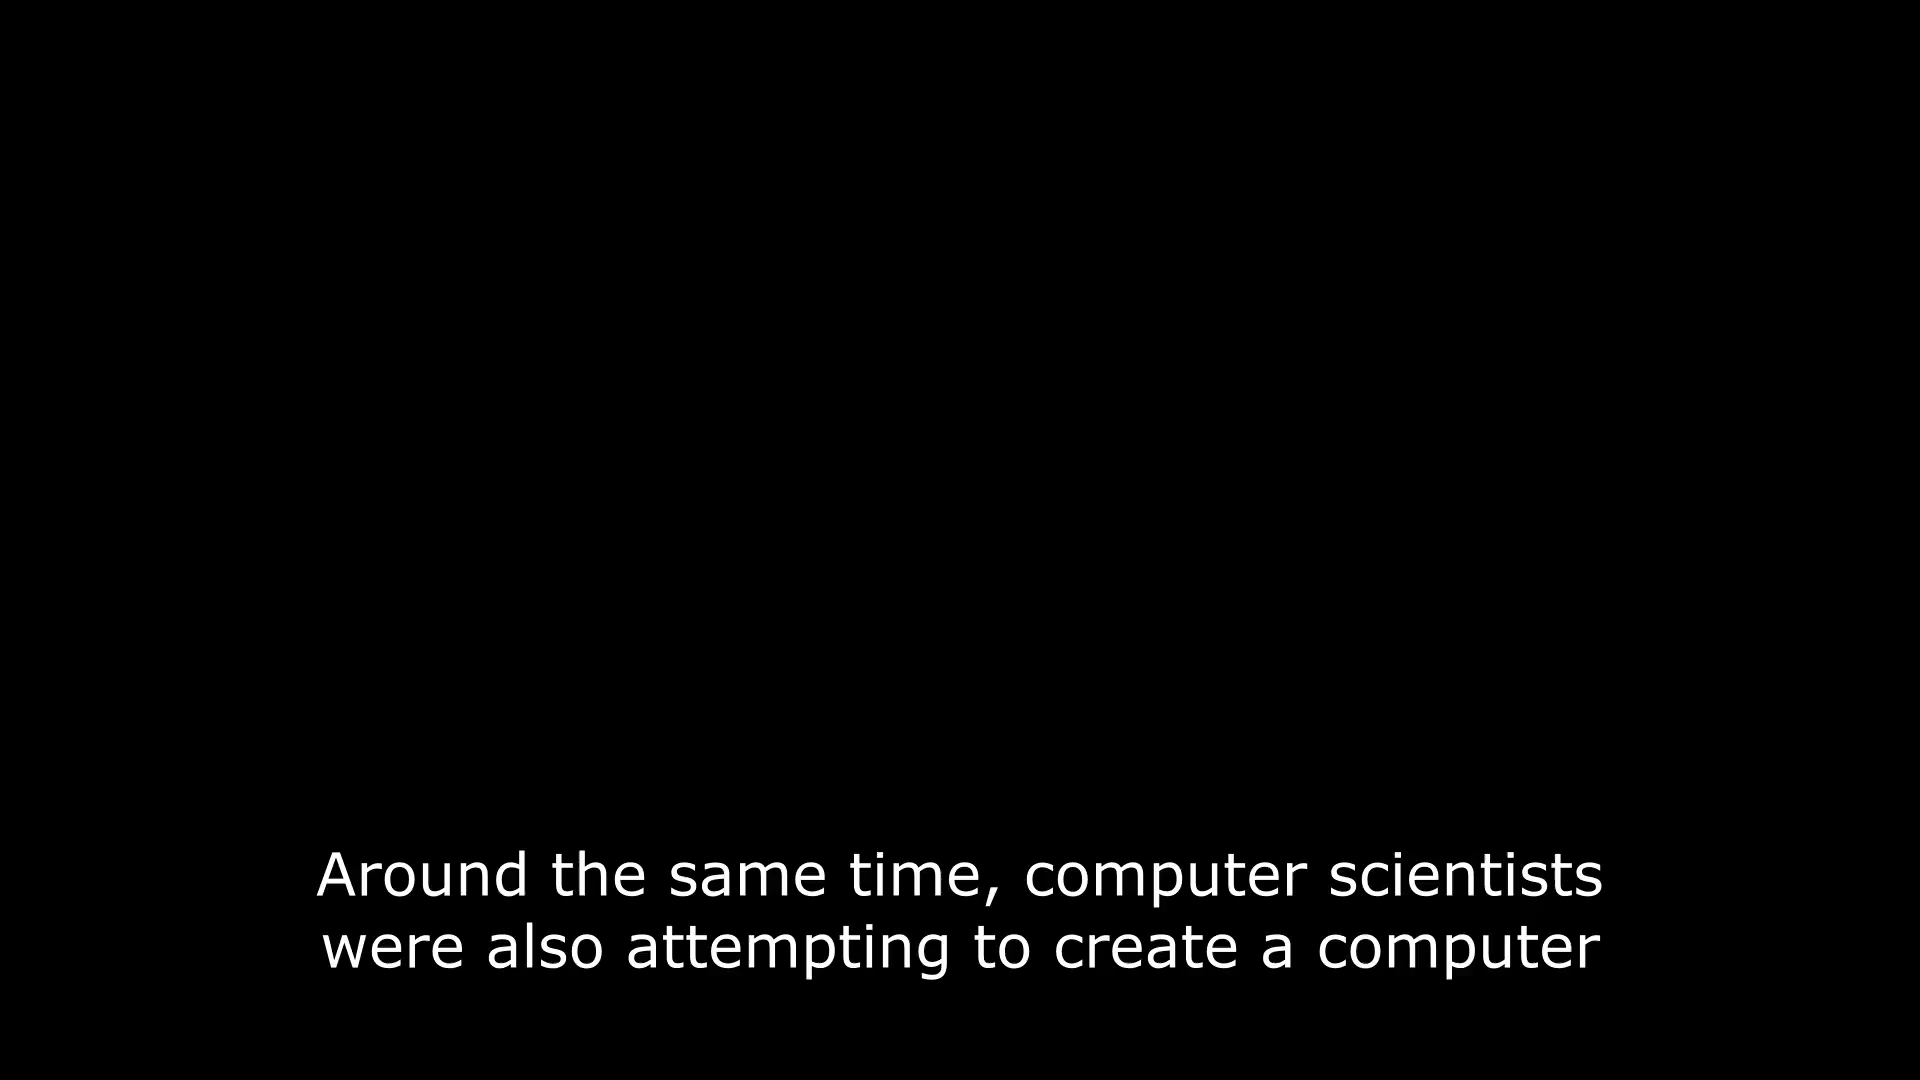 Around the same time, computer scientists
were also attempting to create a computer